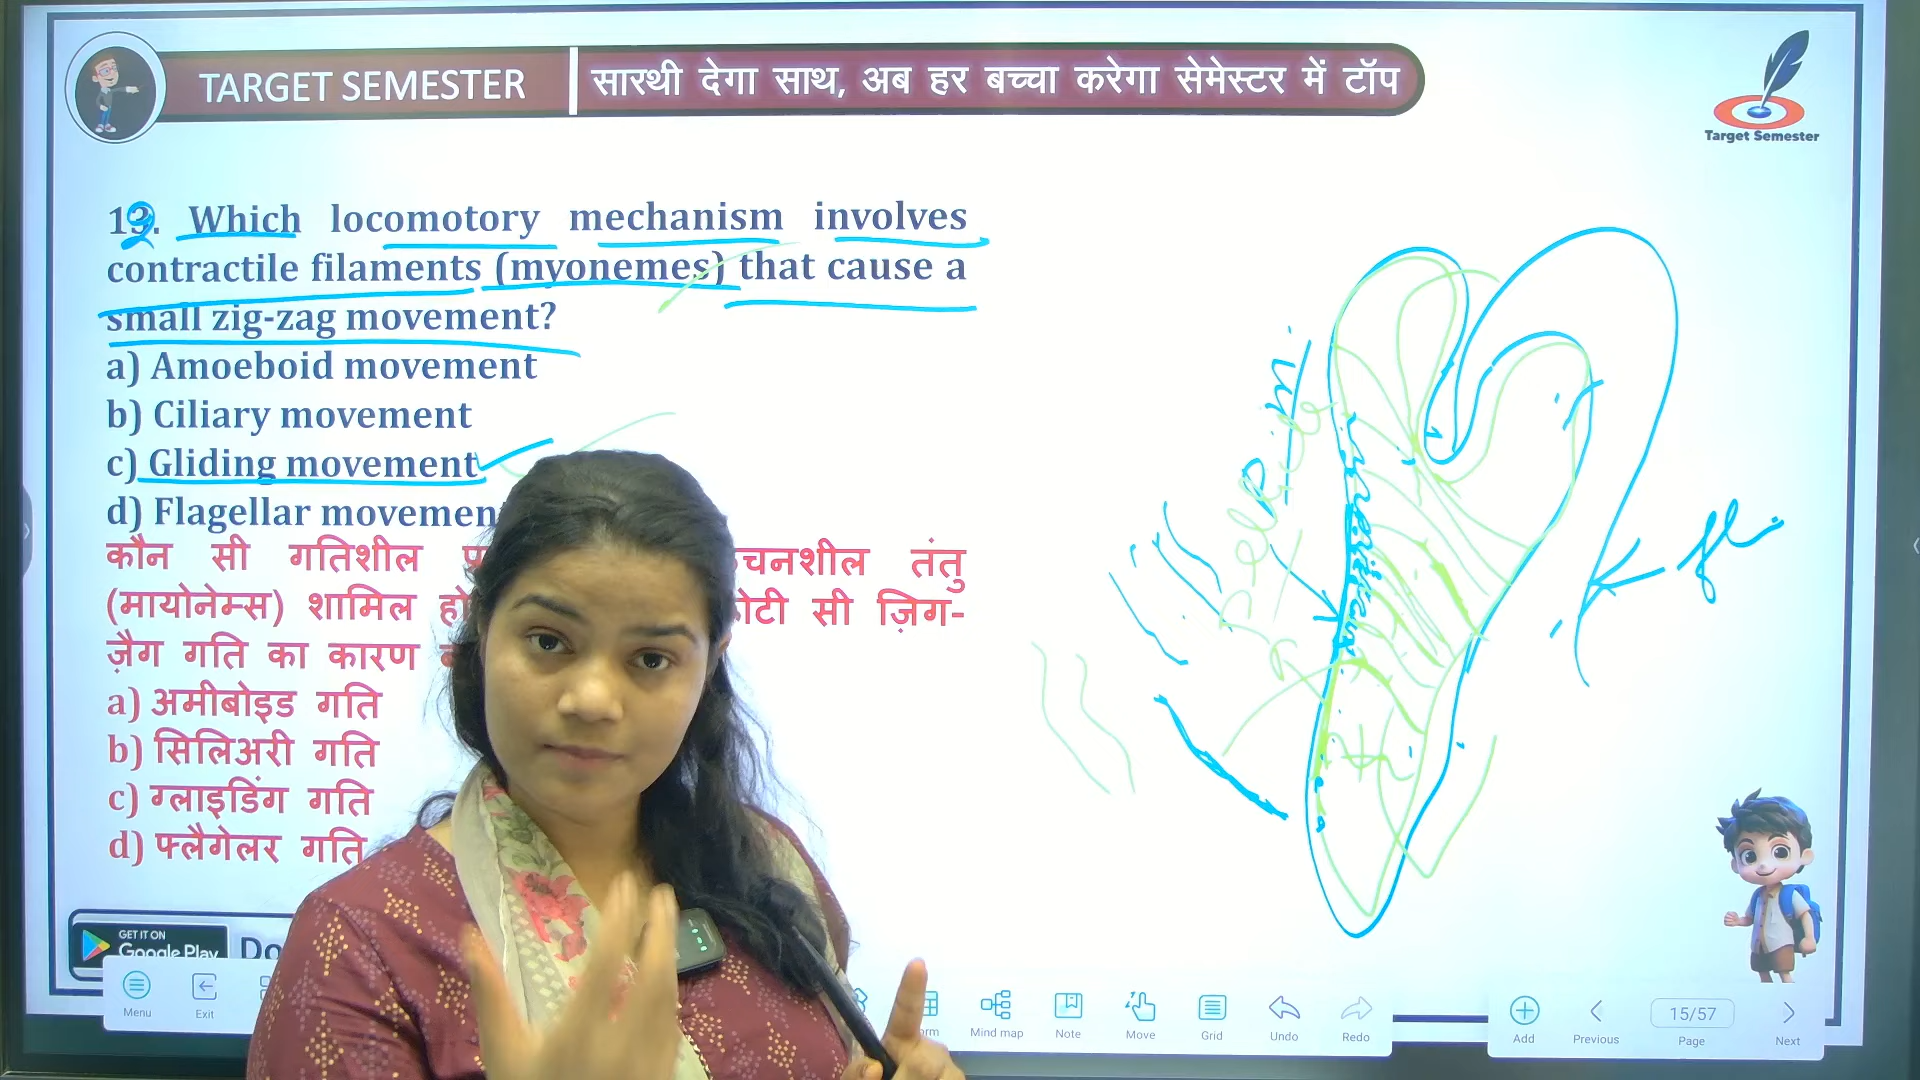 TARGET SEMESTER
सारथी देगा साथ, अब हर बच्चा करेगा सेमेस्टर में टॉप
Target Semester
12. Which locomotory mechanism involves
contractile filaments (myonemes) that cause a
small zig-zag movement?
a) Amoeboid movement
b) Ciliary movement
c) Gliding movement
d) Flagellar movemen
कौन सी गतिशील प्र चनशील तंतु
(मायोनेम्स) शामिल हो टी सी ज़िग-
ज़ैग गति का कारण
a) अमीबोइड गति
b) सिलिअरी गति
c) ग्लाइडिंग गति
d) फ्लैगेलर गति
GET IT ON
Google Play
Do
Menu
Exit
rm
Mind map
Note
Move
Grid
Undo
Redo
Add
Previous
15/57
Page
Next